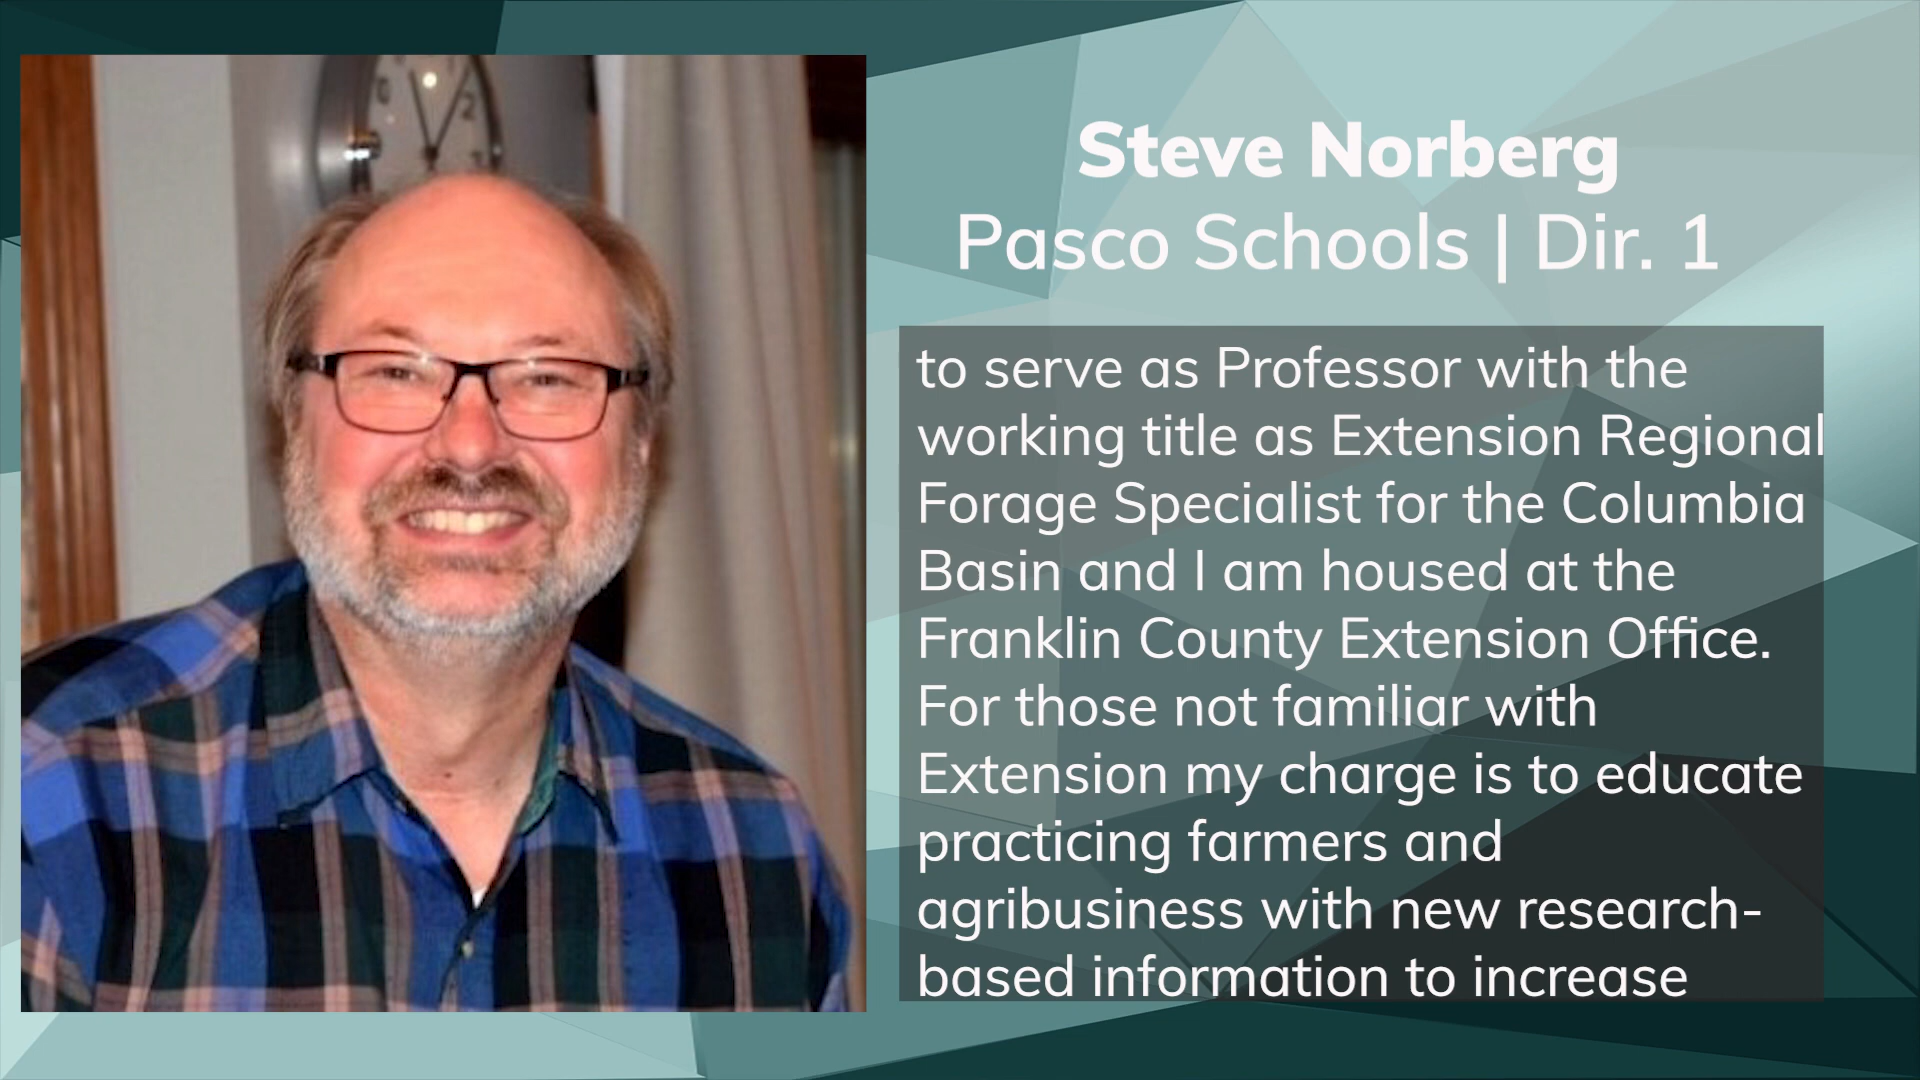 Steve Norberg
Pasco Schools | Dir. 1
to serve as Professor with the
working title as Extension Regional
Forage Specialist for the Columbia
Basin and I am housed at the
Franklin County Extension Office.
For those not familiar with
Extension my charge is to educate
practicing farmers and
agribusiness with new research-
based information to increase